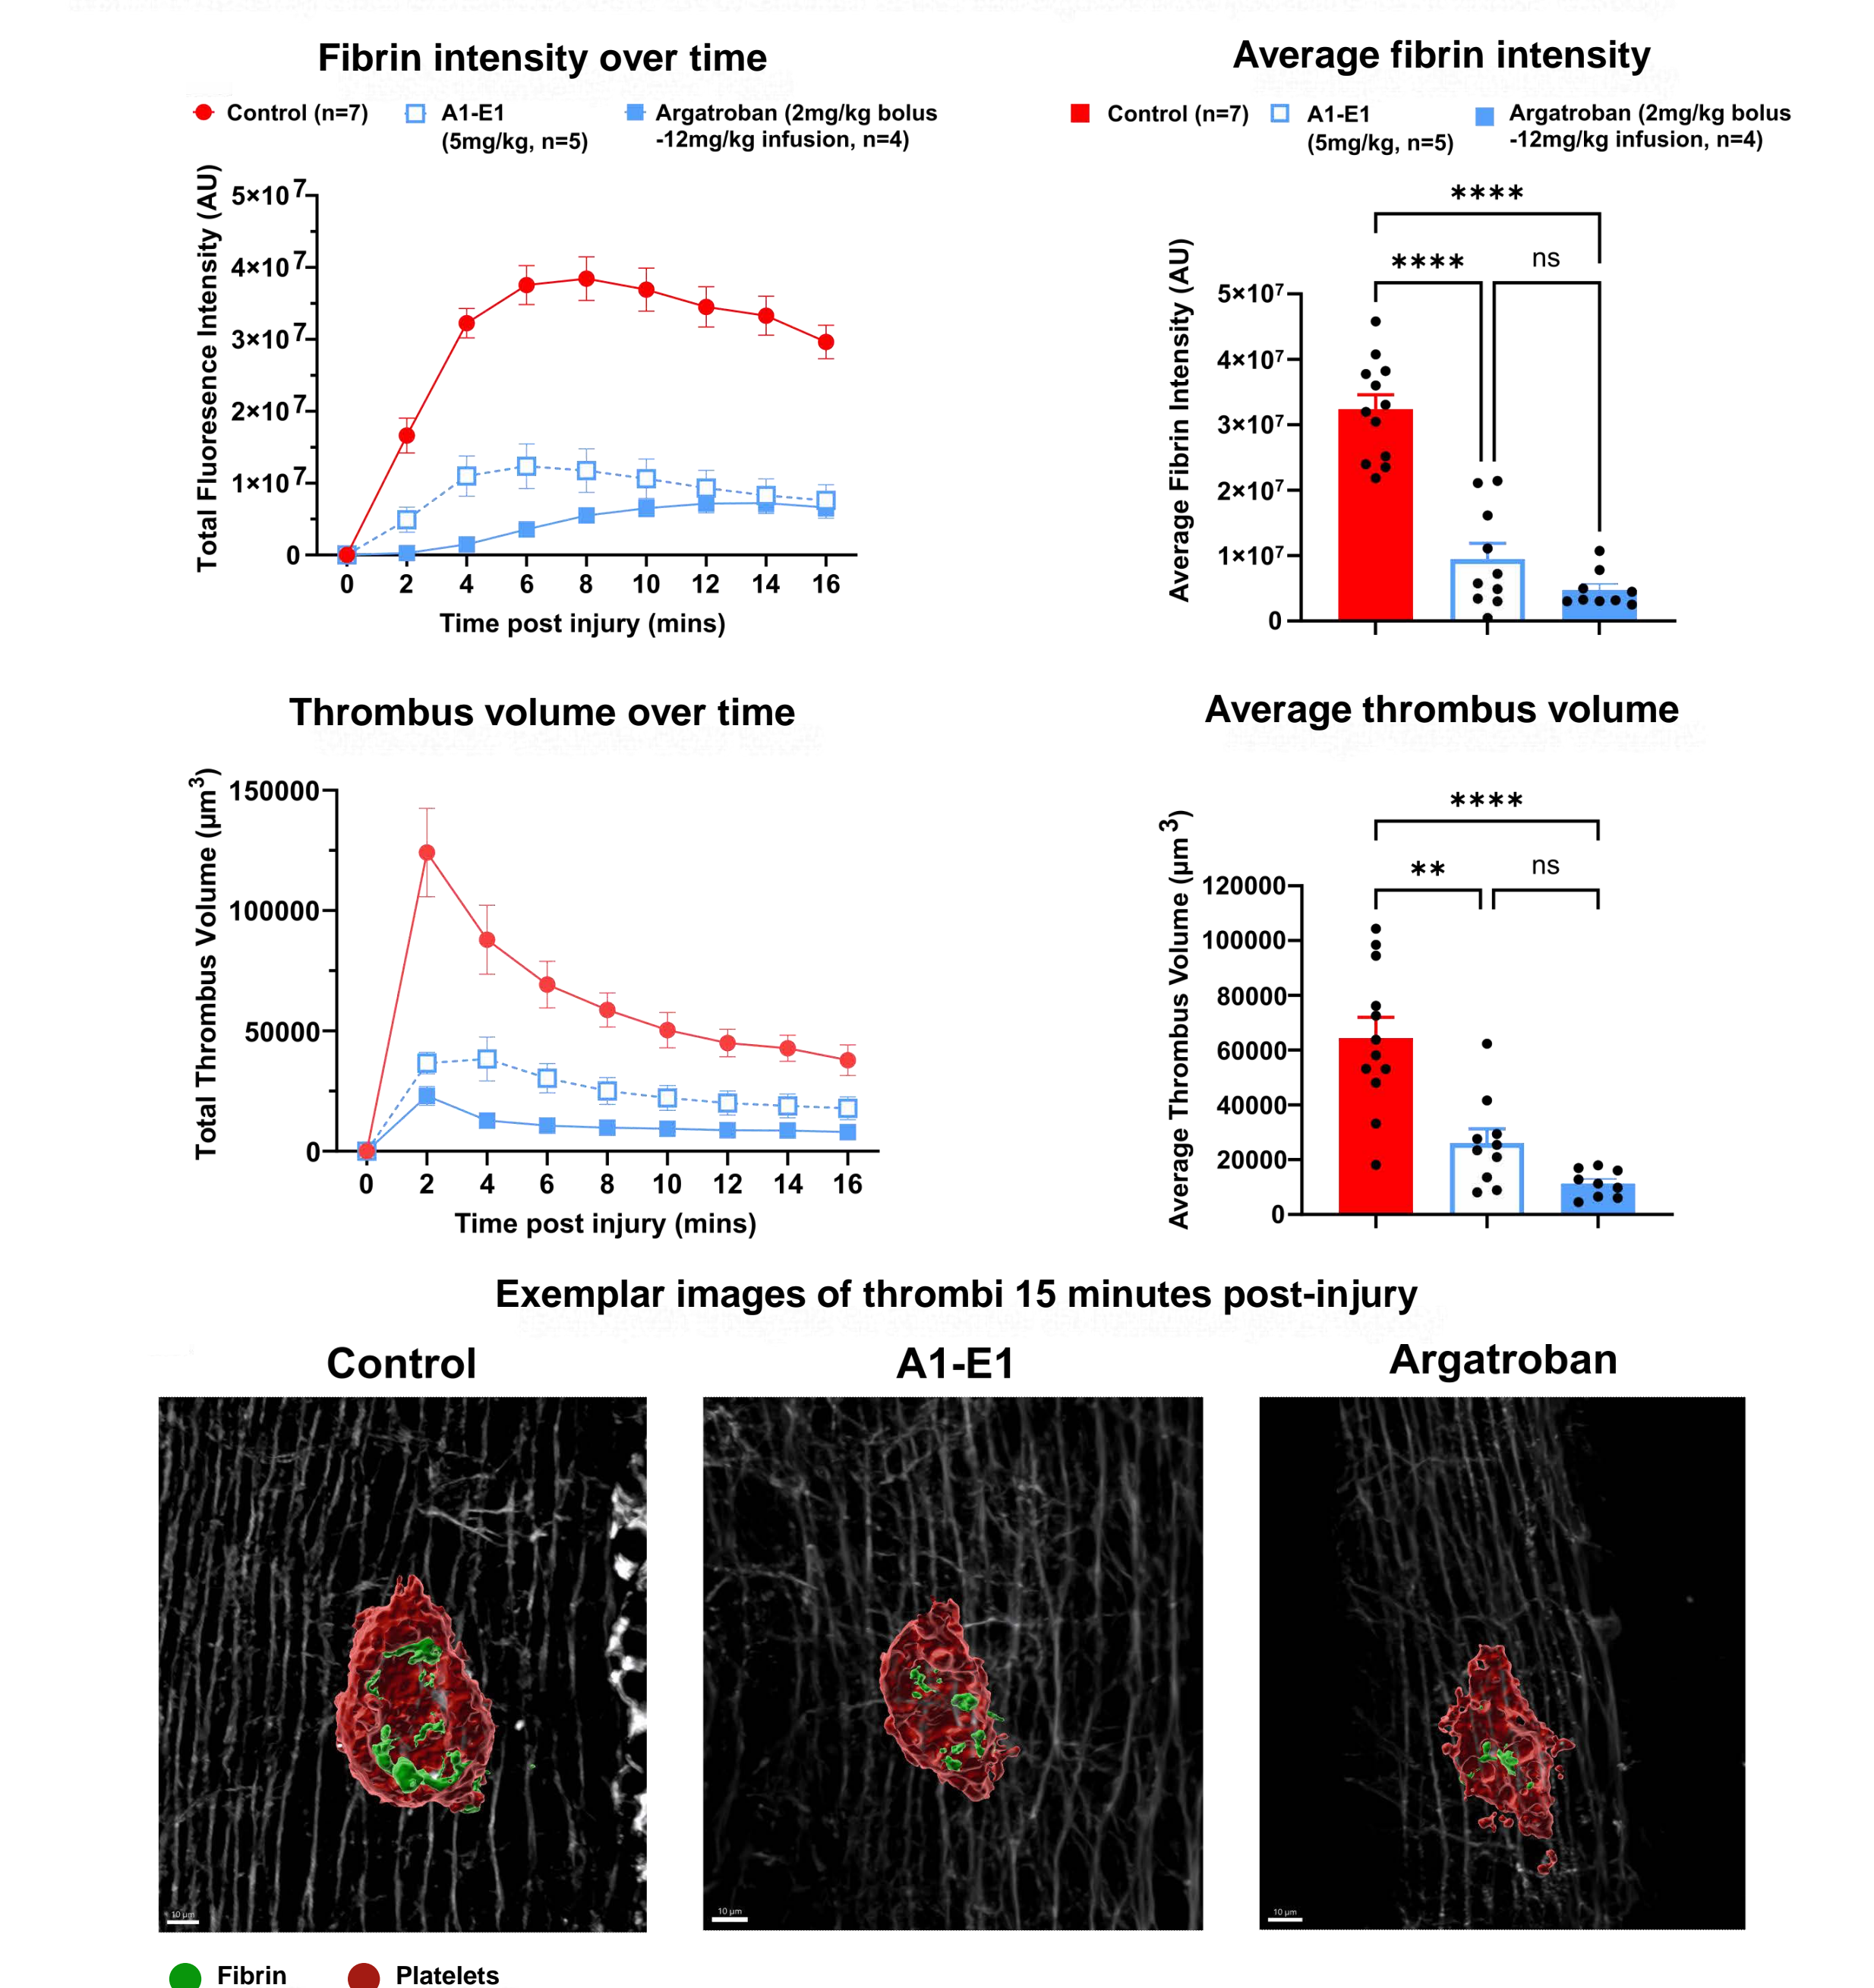 Fibrin intensity over time
Control (n=7)
A1-E1
(5mg/kg, n=5)
Argatroban (2mg/kg bolus
-12mg/kg infusion, n=4)
Total Fluoresence Intensity (AU)
5×10⁷
4×10⁷
3×10⁷
2×10⁷
1×10⁷
0
0 2 4 6 8 10 12 14 16
Time post injury (mins)
Average fibrin intensity
Control (n=7)
A1-E1
(5mg/kg, n=5)
Argatroban (2mg/kg bolus
-12mg/kg infusion, n=4)
****
**** ns
Average Fibrin Intensity (AU)
5×10⁷
4×10⁷
3×10⁷
2×10⁷
1×10⁷
0
Thrombus volume over time
Total Thrombus Volume (µm³)
150000
100000
50000
0
0 2 4 6 8 10 12 14 16
Time post injury (mins)
Average thrombus volume
****
** ns
Average Thrombus Volume (µm³)
120000
100000
80000
60000
40000
20000
0
Exemplar images of thrombi 15 minutes post-injury
Control
A1-E1
Argatroban
10 µm
10 µm
10 µm
Fibrin
Platelets